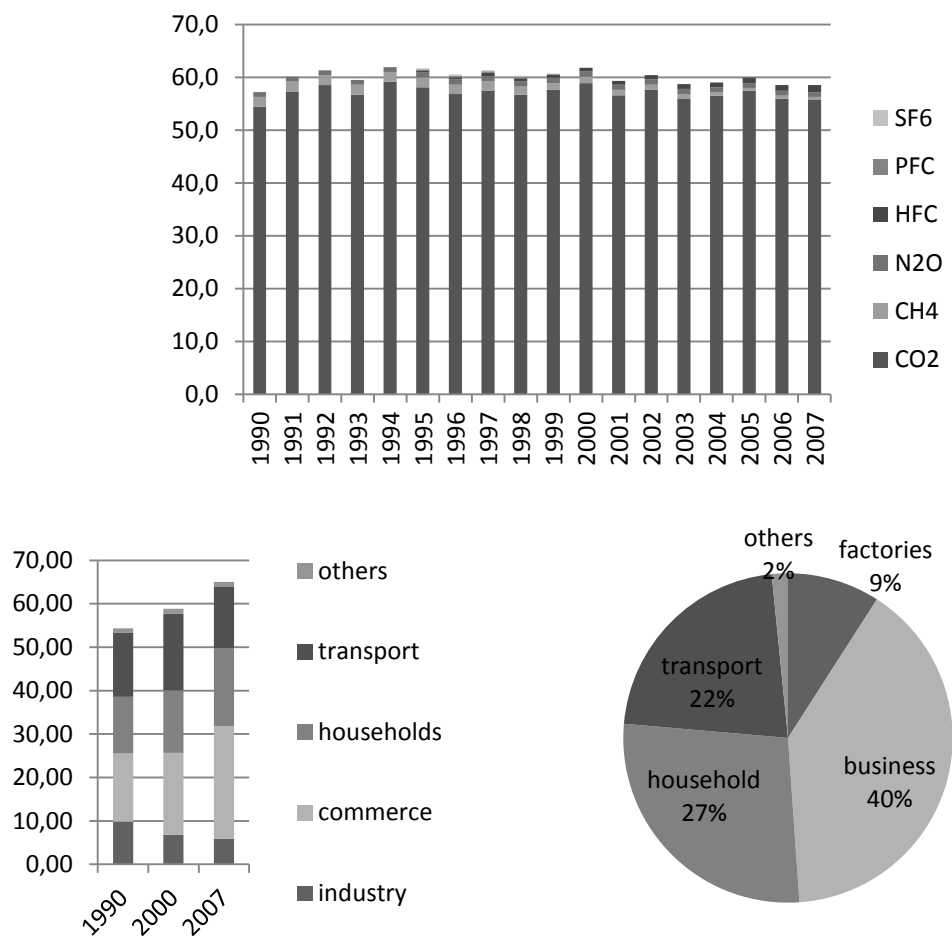 70,0
60,0
50,0
40,0
30,0
20,0
10,0
0,0
1990
1991
1992
1993
1994
1995
1996
1997
1998
1999
2000
2001
2002
2003
2004
2005
2006
2007
SF6
PFC
HFC
N2O
CH4
CO2
70,00
60,00
50,00
40,00
30,00
20,00
10,00
0,00
1990
2000
2007
others
transport
households
commerce
industry
others
2%
factories
9%
transport
22%
business
40%
household
27%